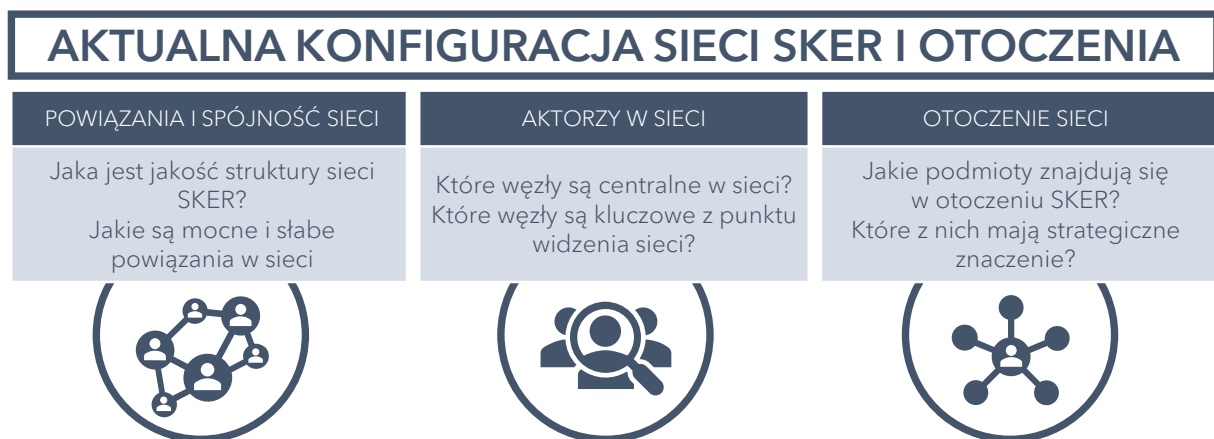 AKTUALNA KONFIGURACJA SIECI SKER I OTOCZENIA
POWIĄZANIA I SPÓJNOŚĆ SIECI
Jaka jest jakość struktury sieci
SKER?
Jakie są mocne i słabe
powiązania w sieci
AKTORZY W SIECI
Które węzły są centralne w sieci?
Które węzły są kluczowe z punktu
widzenia sieci?
OTOCZENIE SIECI
Jakie podmioty znajdują się
w otoczeniu SKER?
Które z nich mają strategiczne
znaczenie?